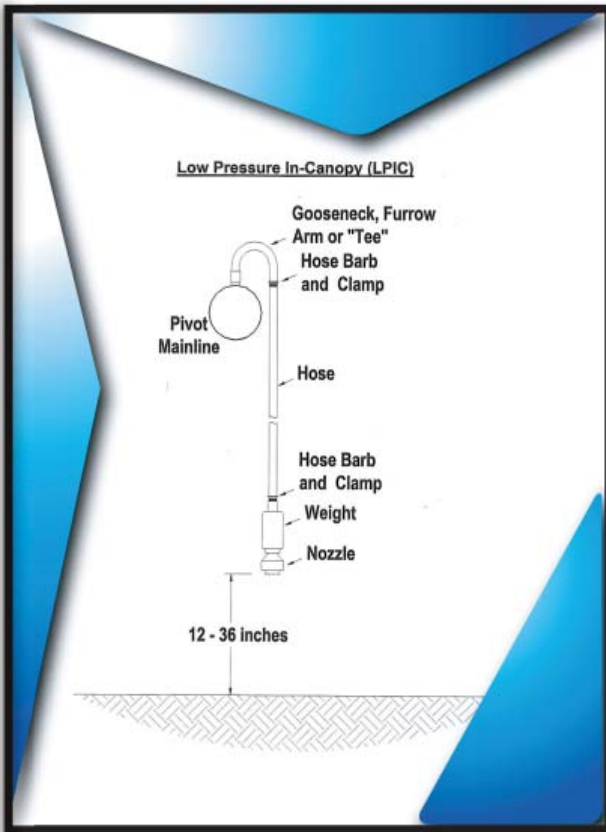 Low Pressure In-Canopy (LPIC)
Gooseneck, Furrow
Arm or "Tee"
Hose Barb
and Clamp
Pivot
Mainline
Hose
Hose Barb
and Clamp
Weight
Nozzle
12 - 36 inches